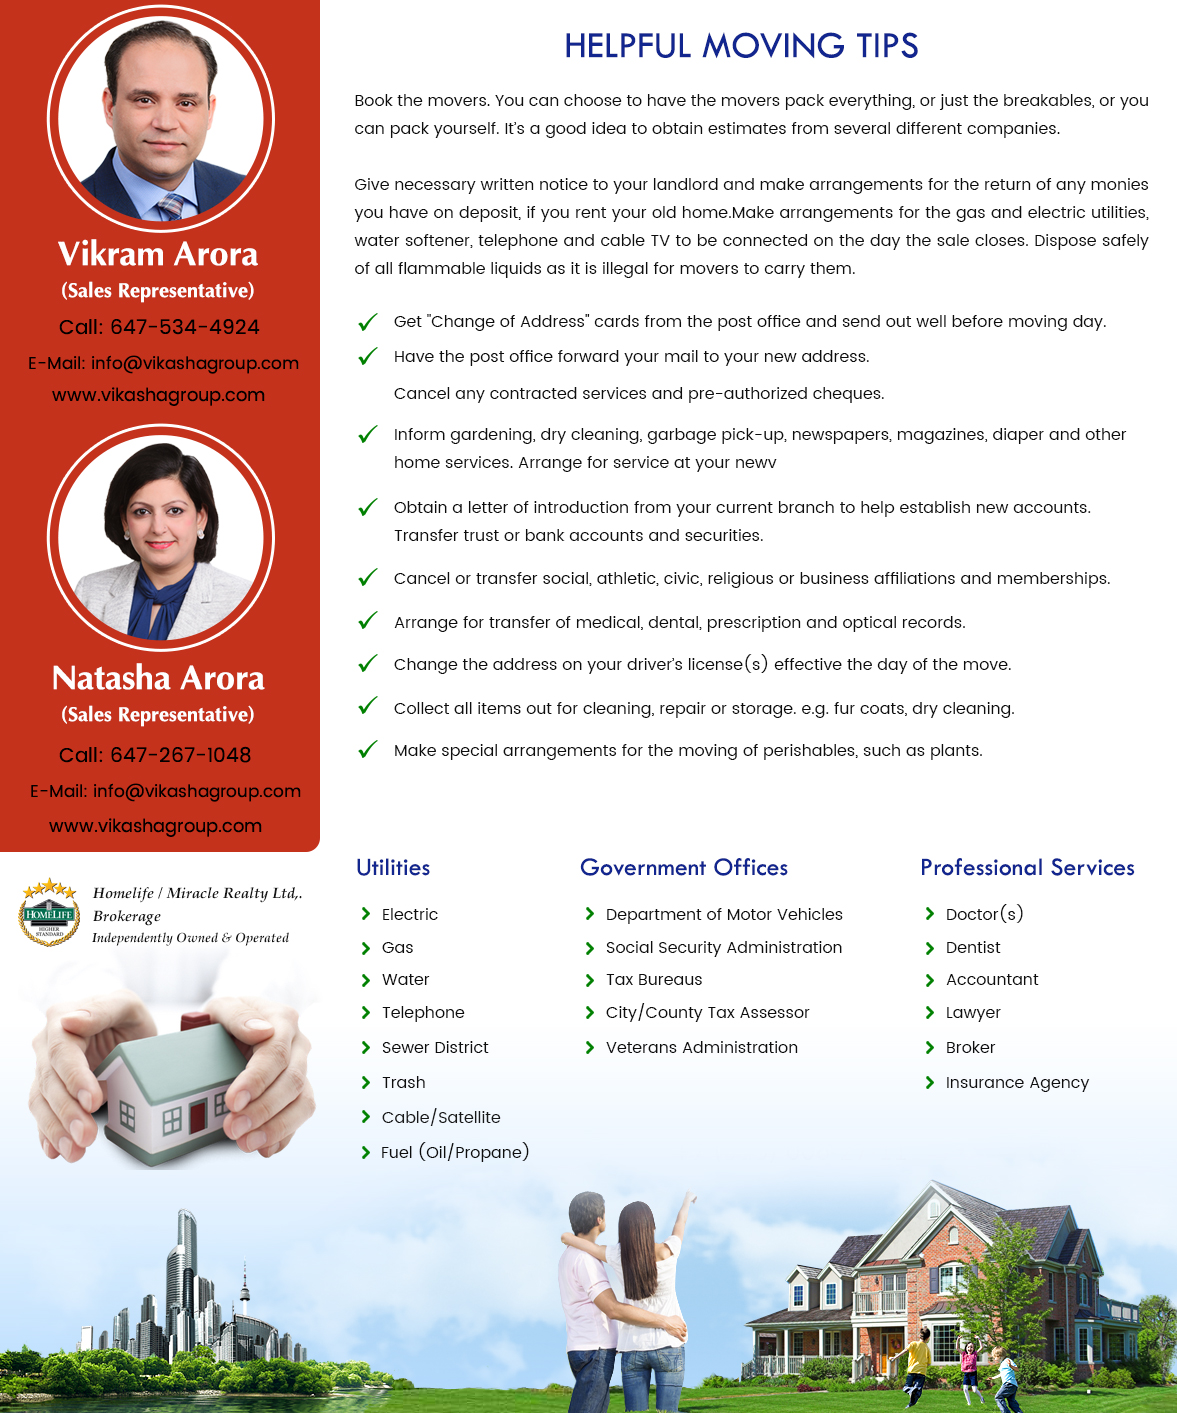 Vikram Arora
(Sales Representative)
Call: 647-534-4924
E-Mail: info@vikashagroup.com
www.vikashagroup.com
Natasha Arora
(Sales Representative)
Call: 647-267-1048
E-Mail: info@vikashagroup.com
www.vikashagroup.com
HOMELIFE
HIGHER
STANDARD
Homelife / Miracle Realty Ltd,.
Brokerage
Independently Owned & Operated
HELPFUL MOVING TIPS
Book the movers. You can choose to have the movers pack everything, or just the breakables, or you
can pack yourself. It's a good idea to obtain estimates from several different companies.
Give necessary written notice to your landlord and make arrangements for the return of any monies
you have on deposit, if you rent your old home.Make arrangements for the gas and electric utilities,
water softener, telephone and cable TV to be connected on the day the sale closes. Dispose safely
of all flammable liquids as it is illegal for movers to carry them.
Get "Change of Address" cards from the post office and send out well before moving day.
Have the post office forward your mail to your new address.
Cancel any contracted services and pre-authorized cheques.
Inform gardening, dry cleaning, garbage pick-up, newspapers, magazines, diaper and other
home services. Arrange for service at your newv
Obtain a letter of introduction from your current branch to help establish new accounts.
Transfer trust or bank accounts and securities.
Cancel or transfer social, athletic, civic, religious or business affiliations and memberships.
Arrange for transfer of medical, dental, prescription and optical records.
Change the address on your driver's license(s) effective the day of the move.
Collect all items out for cleaning, repair or storage. e.g. fur coats, dry cleaning.
Make special arrangements for the moving of perishables, such as plants.
Utilities
Electric
Gas
Water
Telephone
Sewer District
Trash
Cable/Satellite
Fuel (Oil/Propane)
Government Offices
Department of Motor Vehicles
Social Security Administration
Tax Bureaus
City/County Tax Assessor
Veterans Administration
Professional Services
Doctor(s)
Dentist
Accountant
Lawyer
Broker
Insurance Agency